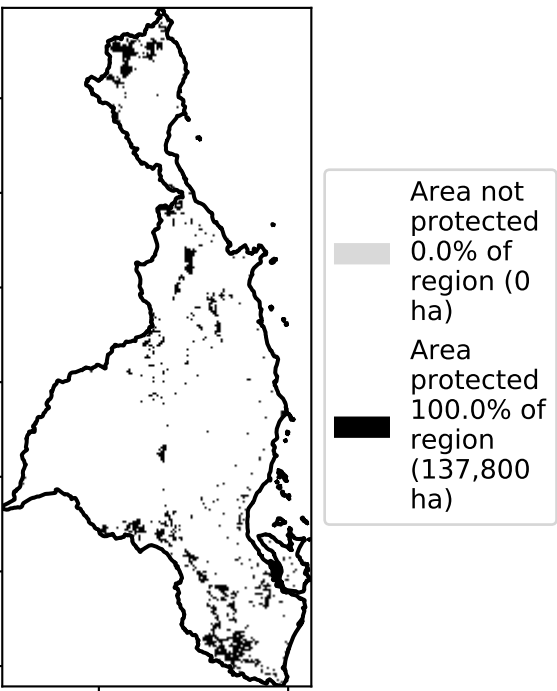 Area not
protected
0.0% of
region (0
ha)
Area
protected
100.0% of
region
(137,800
ha)